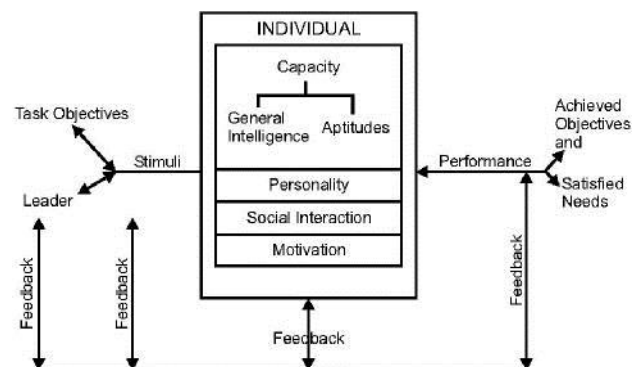 INDIVIDUAL
Capacity
General
Intelligence
Aptitudes
Personality
Social Interaction
Motivation
Task Objectives
Stimuli
Leader
Performance
Achieved
Objectives
and
Satisfied
Needs
Feedback
Feedback
Feedback
Feedback